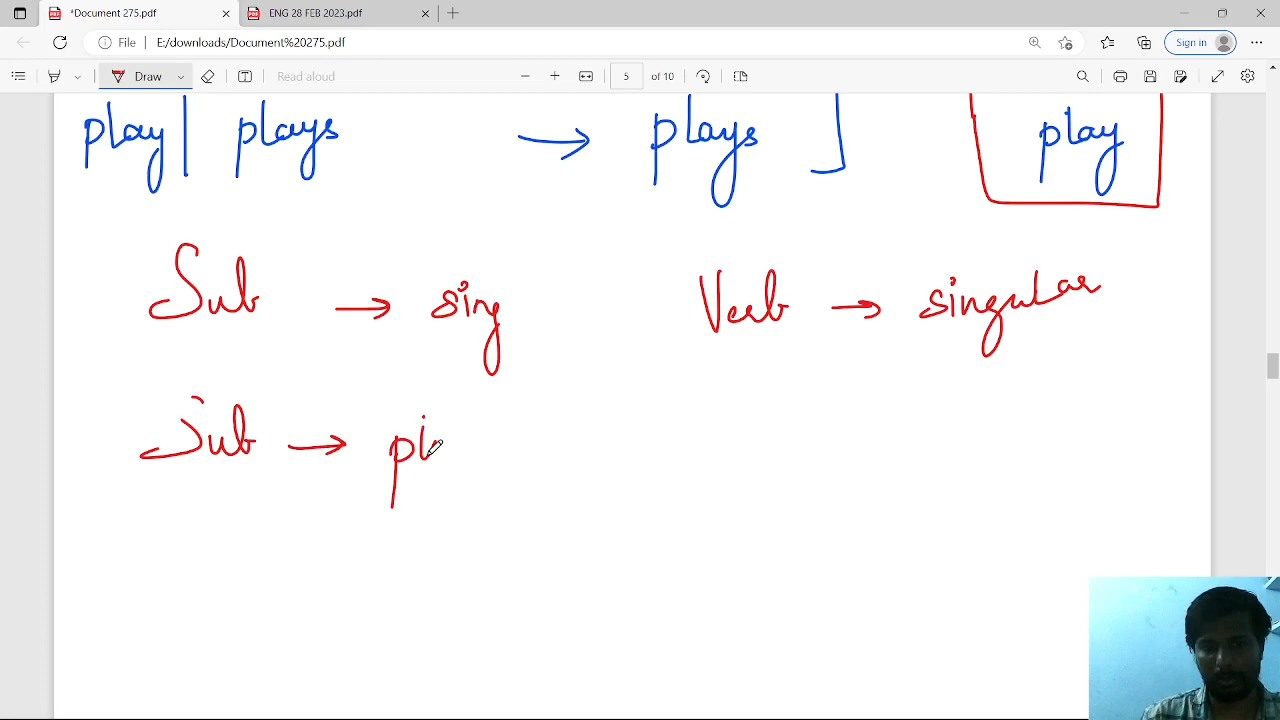 *Document 275.pdf ENG 28 FEB 2023.pdf
File E:/downloads/Document%20275.pdf Sign in
Draw Read aloud 5 of 10
play | plays → plays ] play
Sub → sing Verb → singular
Sub → pl